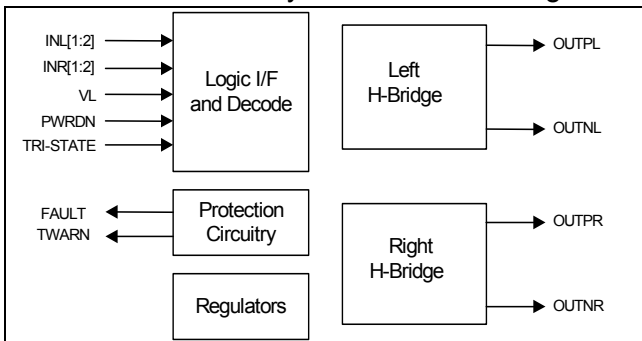 INL[1:2]
INR[1:2]
VL
PWRDN
TRI-STATE
Logic I/F
and Decode
Left
H-Bridge
OUTPL
OUTNL
FAULT
TWARN
Protection
Circuitry
Regulators
Right
H-Bridge
OUTPR
OUTNR